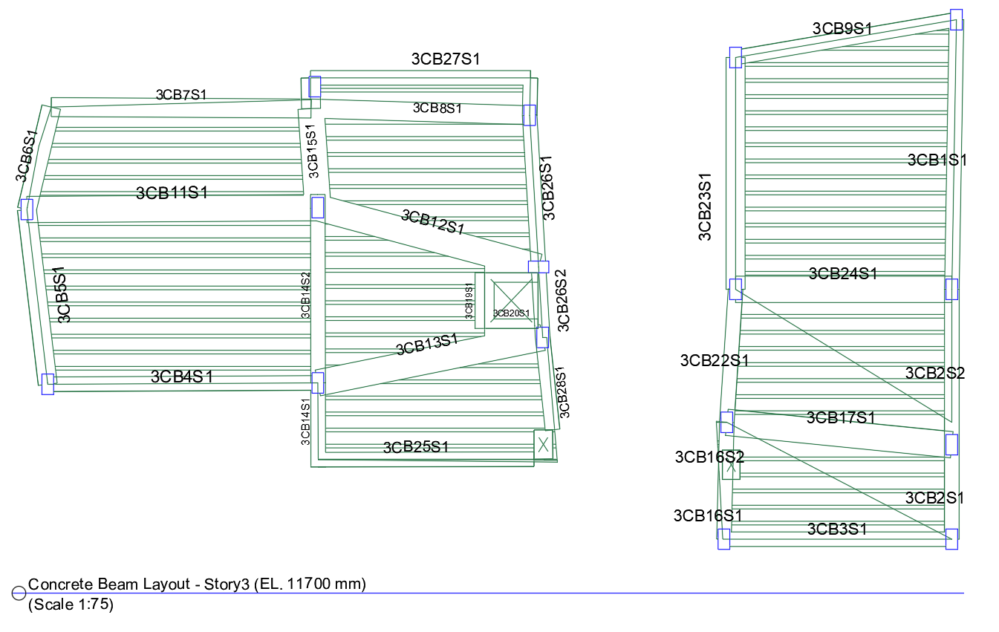 3CB9S1
3CB27S1
3CB7S1
3CB8S1
3CB6S1
3CB15S1
3CB1S1
3CB26S1
3CB11S1
3CB23S1
3CB12S1
3CB24S1
3CB5S1
3CB14S2
3CB19S1
3CB20S1
3CB26S2
3CB13S1
3CB22S1
3CB2S2
3CB4S1
3CB28S1
3CB14S1
3CB17S1
3CB25S1
3CB16S2
3CB2S1
3CB16S1
3CB3S1
Concrete Beam Layout - Story3 (EL. 11700 mm)
(Scale 1:75)